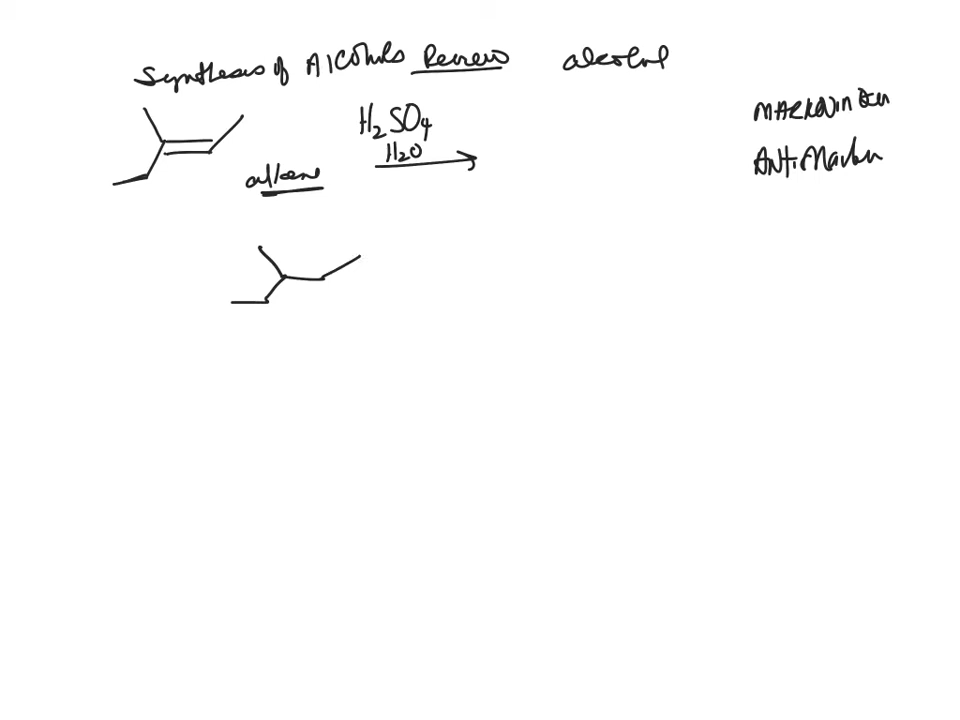 Synthesis of Alcohols Review alcohol
H2SO4
H2O
alkene
MARKOVNIKOV
ANTI MARKOV